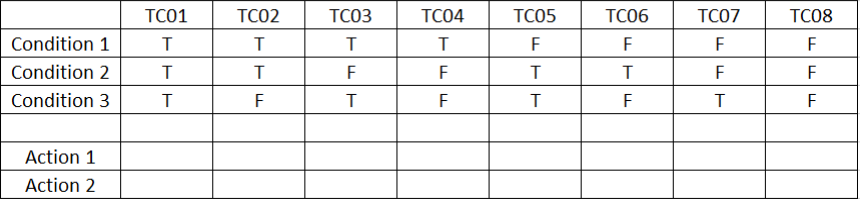 TC01 TC02 TC03 TC04 TC05 TC06 TC07 TC08
Condition 1 T T T T F F F F
Condition 2 T T F F T T F F
Condition 3 T F T F T F T F
Action 1
Action 2